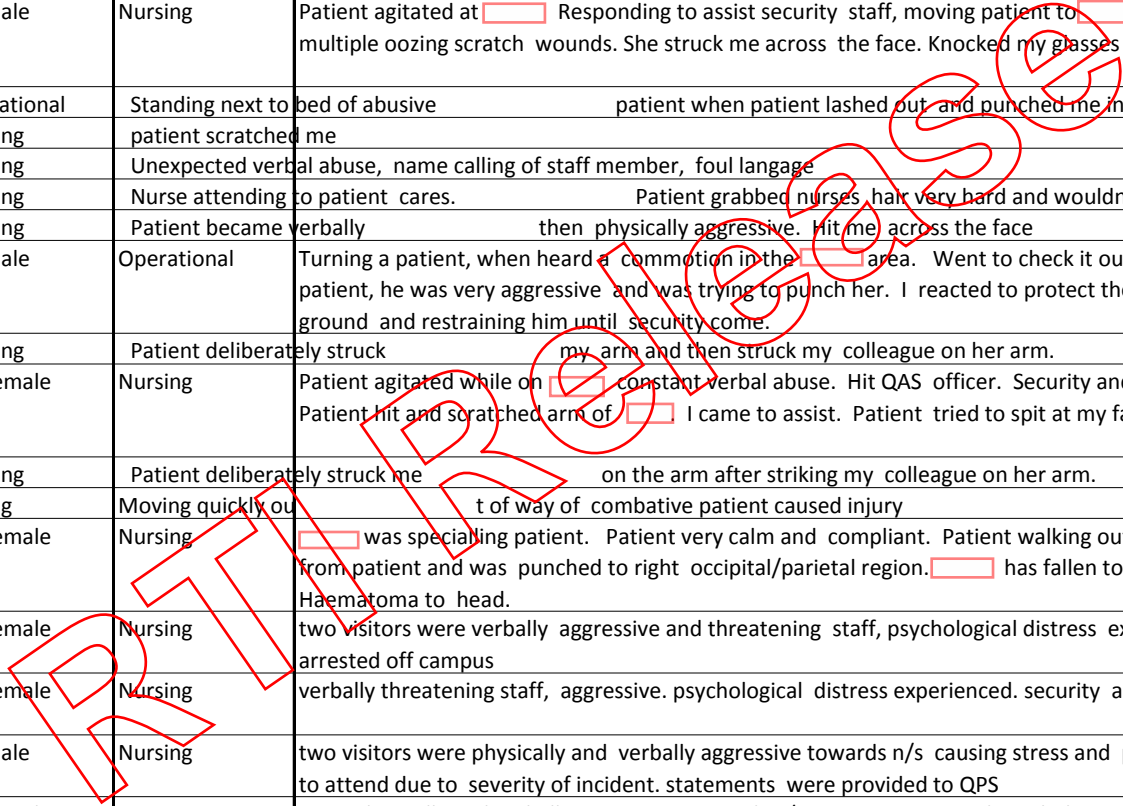 ale Nursing Patient agitated at Responding to assist security staff, moving patient to
multiple oozing scratch wounds. She struck me across the face. Knocked my glasses
ational Standing next to bed of abusive patient when patient lashed out and punched me in
ng patient scratched me
ng Unexpected verbal abuse, name calling of staff member, foul langage
ng Nurse attending to patient cares. Patient grabbed nurses hair very hard and wouldn
ng Patient became verbally then physically aggressive. Hit me across the face
ale Operational Turning a patient, when heard a commotion in the area. Went to check it ou
patient, he was very aggressive and was trying to punch her. I reacted to protect the
ground and restraining him until security come.
ng Patient deliberately struck my arm and then struck my colleague on her arm.
emale Nursing Patient agitated while on constant verbal abuse. Hit QAS officer. Security and
Patient hit and scratched arm of . I came to assist. Patient tried to spit at my fa
ng Patient deliberately struck me on the arm after striking my colleague on her arm.
g Moving quickly ou t of way of combative patient caused injury
emale Nursing was specialling patient. Patient very calm and compliant. Patient walking ou
from patient and was punched to right occipital/parietal region. has fallen to
Haematoma to head.
emale Nursing two visitors were verbally aggressive and threatening staff, psychological distress ex
arrested off campus
emale Nursing verbally threatening staff, aggressive. psychological distress experienced. security a
ale Nursing two visitors were physically and verbally aggressive towards n/s causing stress and
to attend due to severity of incident. statements were provided to QPS
RTI Release